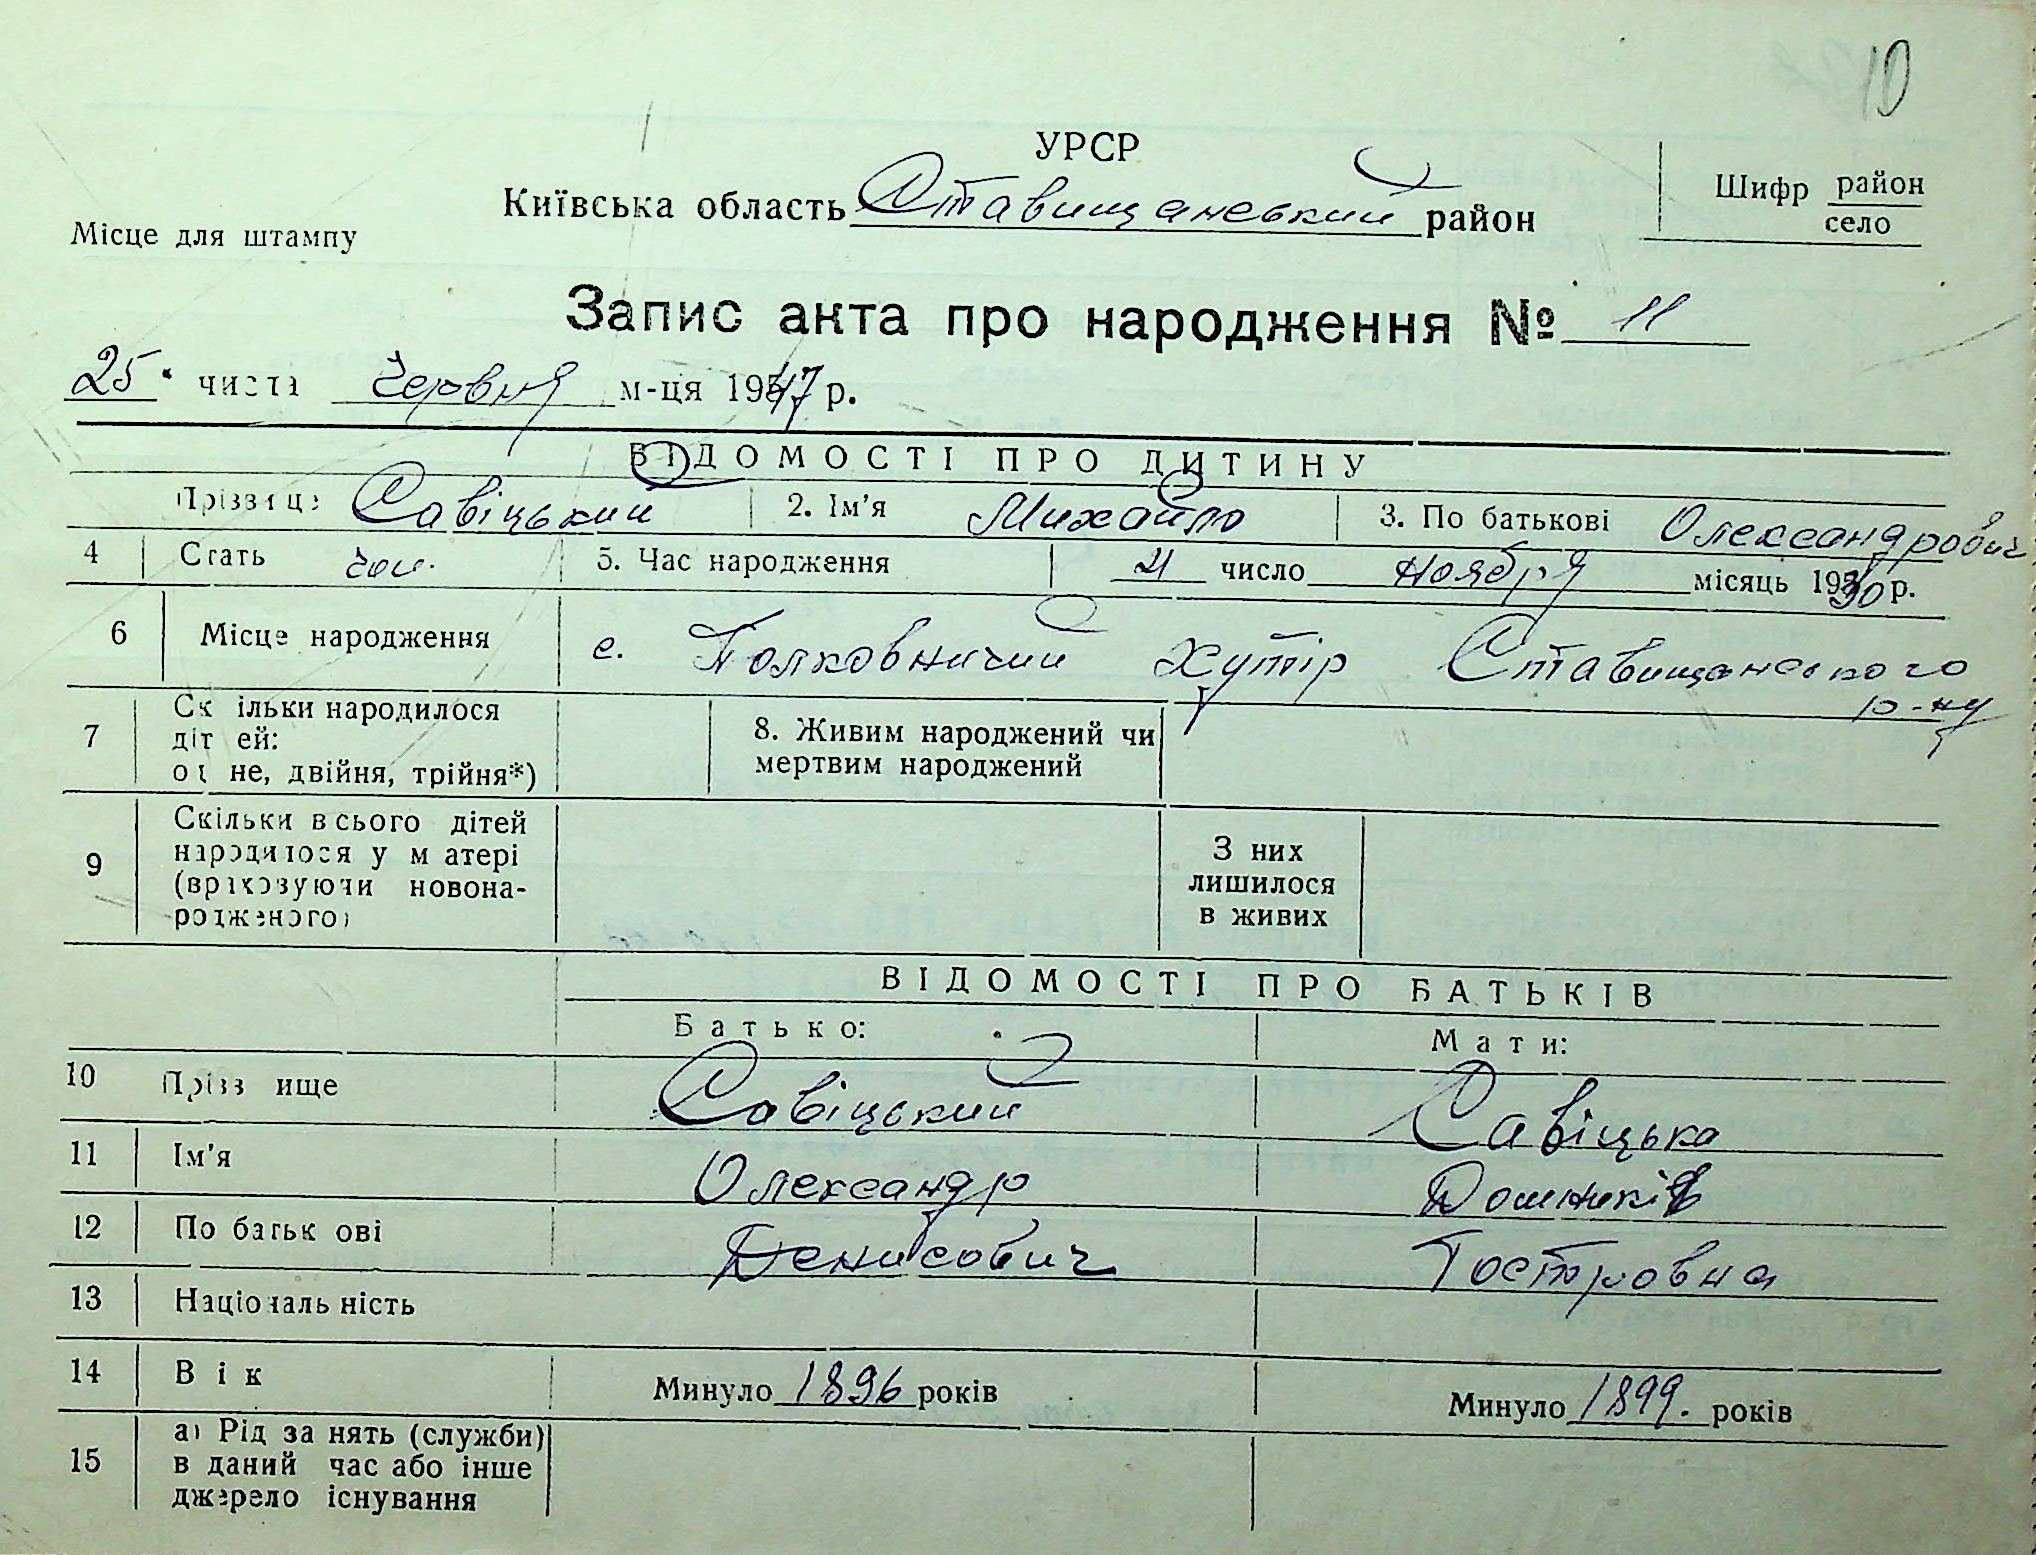 10
УРСР
Київська область Ставищанський район
Шифр район
село
Місце для штампу
Запис акта про народження № 11
25 числа Червня м-ця 1947 р.
ВІДОМОСТІ ПРО ДИТИНУ
Прізвище Савіцький 2. Ім'я Михайло 3. По батькові Олександрович
4 Стать чол. 5. Час народження 21 число ноября місяць 1930 р.
6 Місце народження с. Полковничий хутір Ставищанського
р-ну
7 Скільки народилося дітей: одне, двійня, трійня*) 8. Живим народжений чи мертвим народжений
9 Скільки всього дітей народилося у матері (враховуючи новонародженого) З них лишилося в живих
ВІДОМОСТІ ПРО БАТЬКІВ
Батько: Мати:
10 Прізвище Савіцький Савіцька
11 Ім'я Олександр
12 По батькові Денисович
13 Національність
14 Вік Минуло 1896 років Минуло 1899. років
15 а) Рід занять (служби) в даний час або інше джерело існування